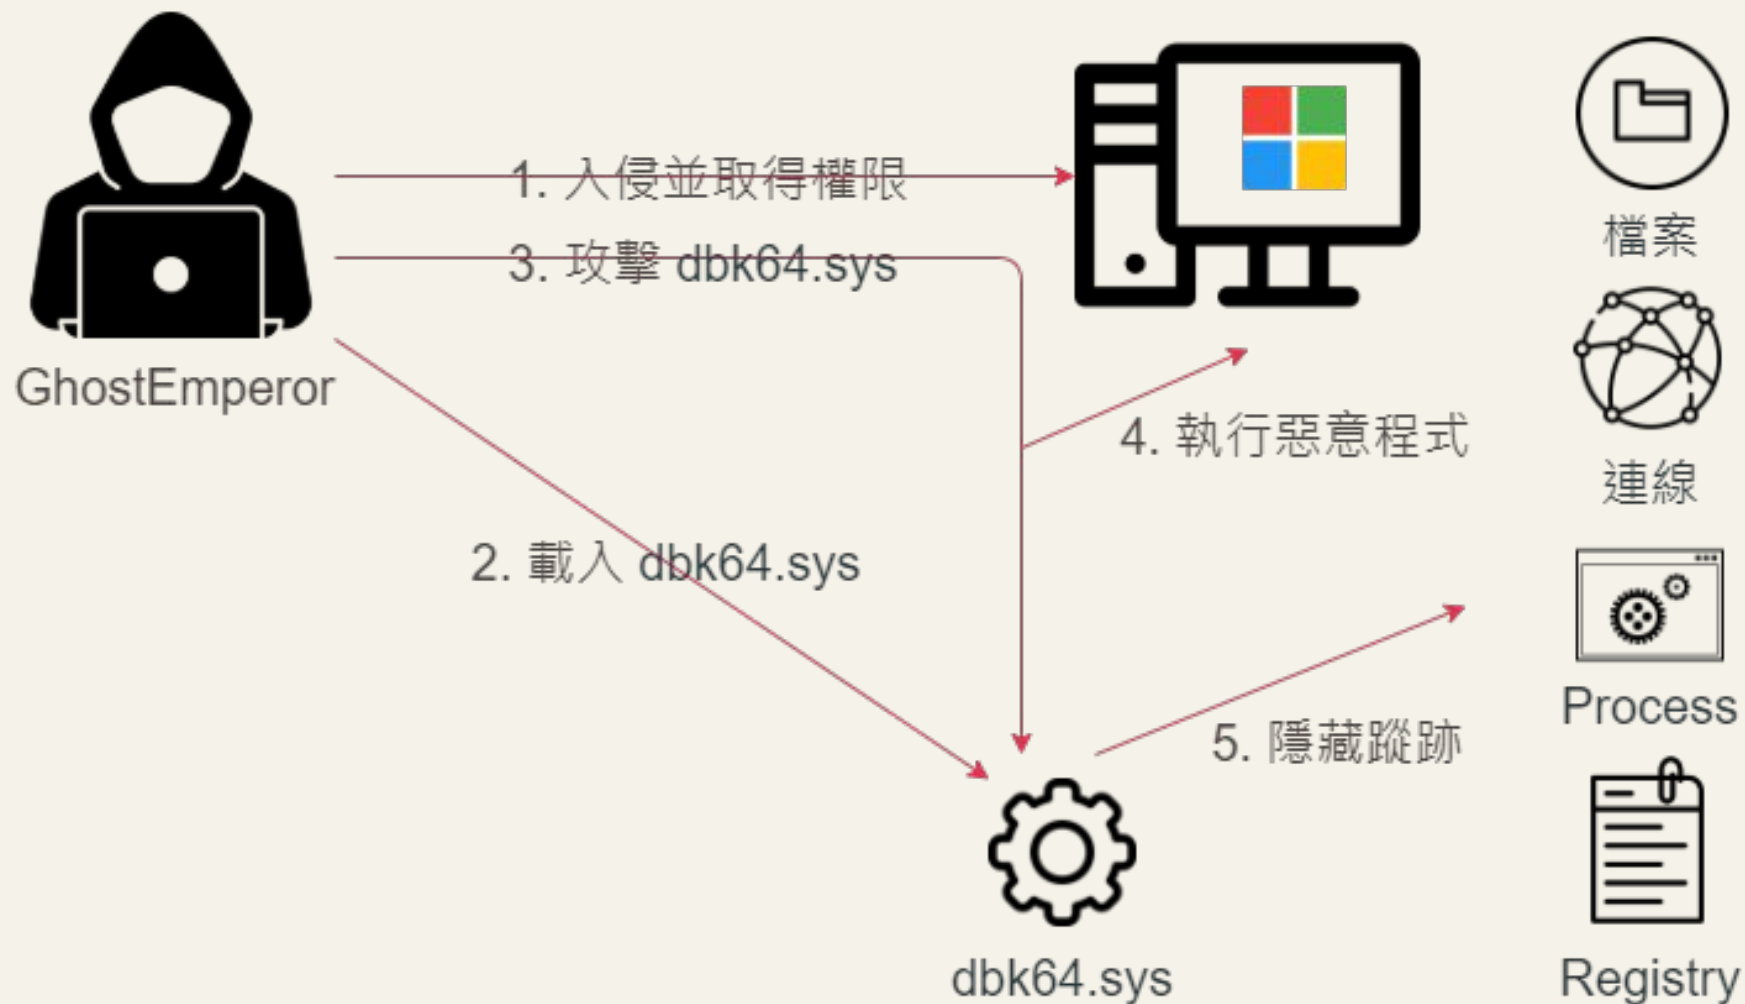 GhostEmperor
1. 入侵並取得權限
3. 攻擊 dbk64.sys
2. 載入 dbk64.sys
4. 執行惡意程式
5. 隱藏蹤跡
dbk64.sys
檔案
連線
Process
Registry